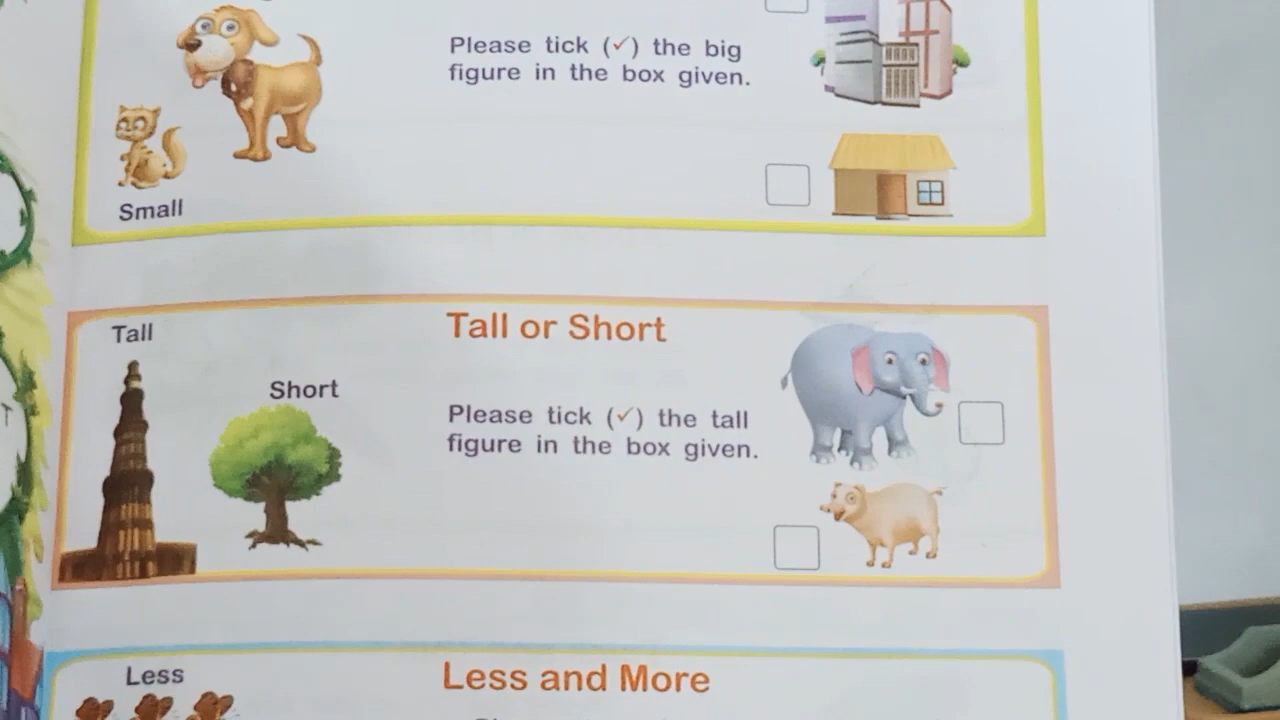 Please tick (✓) the big
figure in the box given.
Small
Tall
Tall or Short
Short
Please tick (✓) the tall
figure in the box given.
Less
Less and More